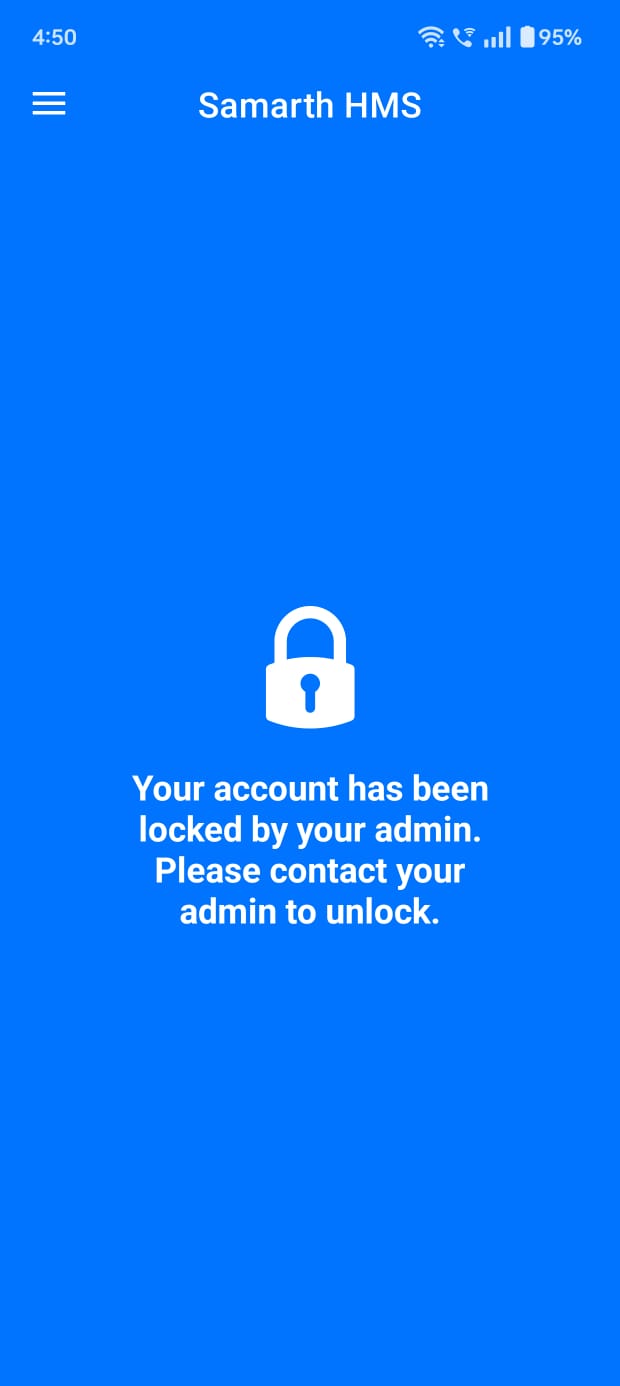 4:50
95%
Samarth HMS
Your account has been
locked by your admin.
Please contact your
admin to unlock.